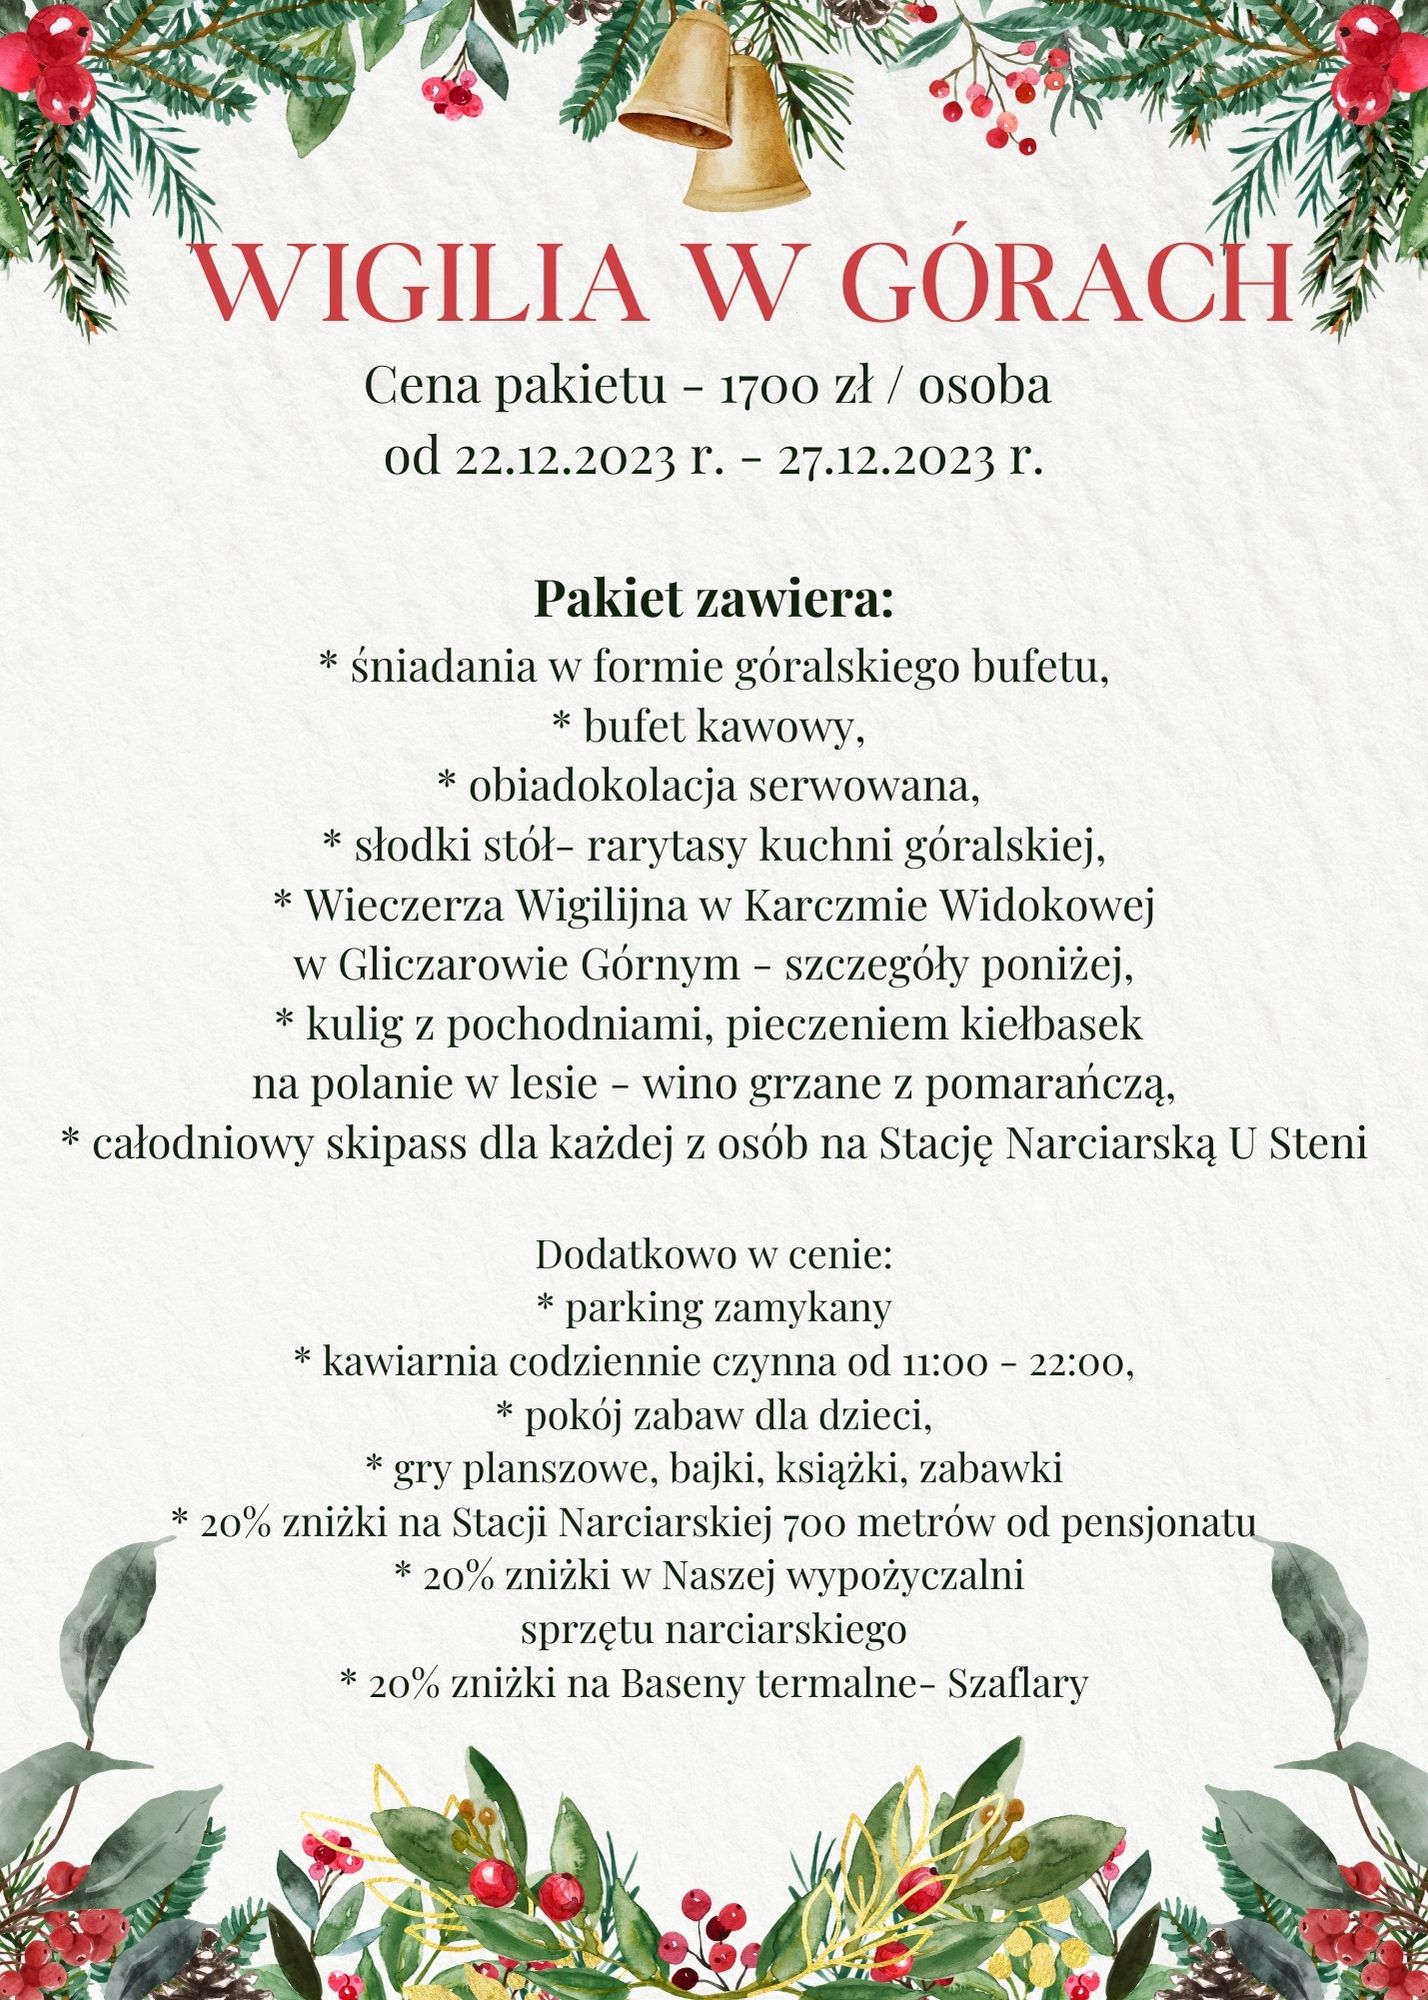 WIGILIA W GÓRACH
Cena pakietu - 1700 zł / osoba
od 22.12.2023 r. - 27.12.2023 r.
Pakiet zawiera:
* śniadania w formie góralskiego bufetu,
* bufet kawowy,
* obiadokolacja serwowana,
* słodki stół- rarytasy kuchni góralskiej,
* Wieczerza Wigilijna w Karczmie Widokowej
w Gliczarowie Górnym - szczegóły poniżej,
* kulig z pochodniami, pieczeniem kiełbasek
na polanie w lesie - wino grzane z pomarańczą,
* całodniowy skipass dla każdej z osób na Stację Narciarską U Steni
Dodatkowo w cenie:
* parking zamykany
* kawiarnia codziennie czynna od 11:00 - 22:00,
* pokój zabaw dla dzieci,
* gry planszowe, bajki, książki, zabawki
* 20% zniżki na Stacji Narciarskiej 700 metrów od pensjonatu
* 20% zniżki w Naszej wypożyczalni
sprzętu narciarskiego
* 20% zniżki na Baseny termalne- Szaflary